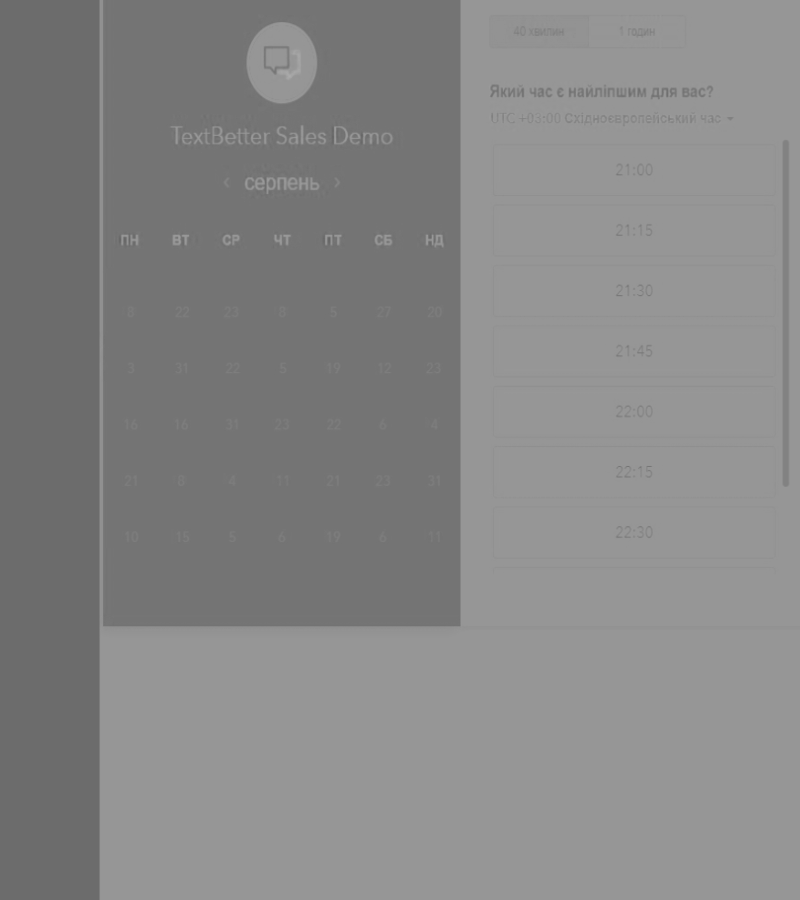 TextBetter Sales Demo
‹ серпень ›
ПН ВТ СР ЧТ ПТ СБ НД
8 22 23 8 5 27 20
3 31 22 5 19 12 23
16 16 31 23 22 6 4
21 8 4 11 21 23 31
10 15 5 6 19 6 11
40 хвилин 1 годин
Який час є найліпшим для вас?
UTC +03:00 Східноєвропейський час
21:00
21:15
21:30
21:45
22:00
22:15
22:30